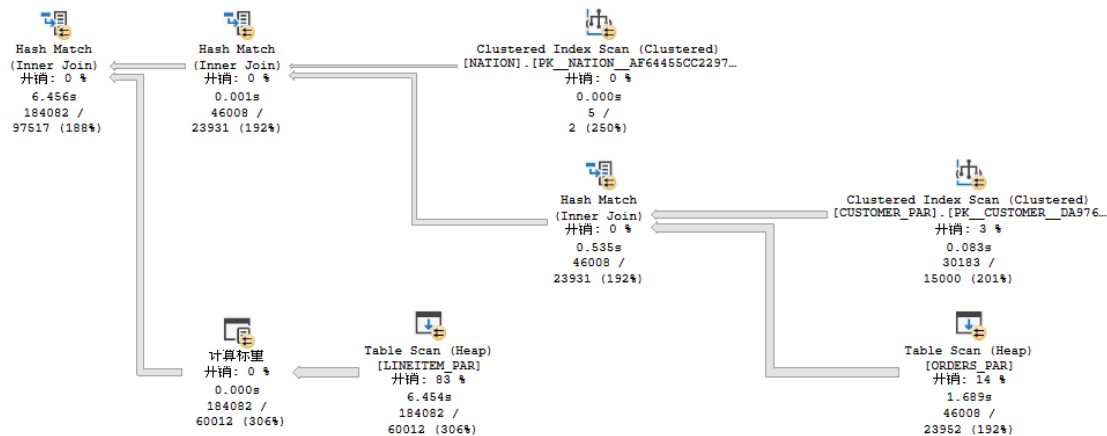 Hash Match
(Inner Join)
开销: 0 %
6.456s
184082 /
97517 (188%)
Hash Match
(Inner Join)
开销: 0 %
0.001s
46008 /
23931 (192%)
Clustered Index Scan (Clustered)
[NATION].[PK__NATION__AF64455CC2297…
开销: 0 %
0.000s
5 /
2 (250%)
Hash Match
(Inner Join)
开销: 0 %
0.535s
46008 /
23931 (192%)
Clustered Index Scan (Clustered)
[CUSTOMER_PAR].[PK__CUSTOMER__DA976…
开销: 3 %
0.083s
30183 /
15000 (201%)
计算标量
开销: 0 %
0.000s
184082 /
60012 (306%)
Table Scan (Heap)
[LINEITEM_PAR]
开销: 83 %
6.454s
184082 /
60012 (306%)
Table Scan (Heap)
[ORDERS_PAR]
开销: 14 %
1.689s
46008 /
23952 (192%)